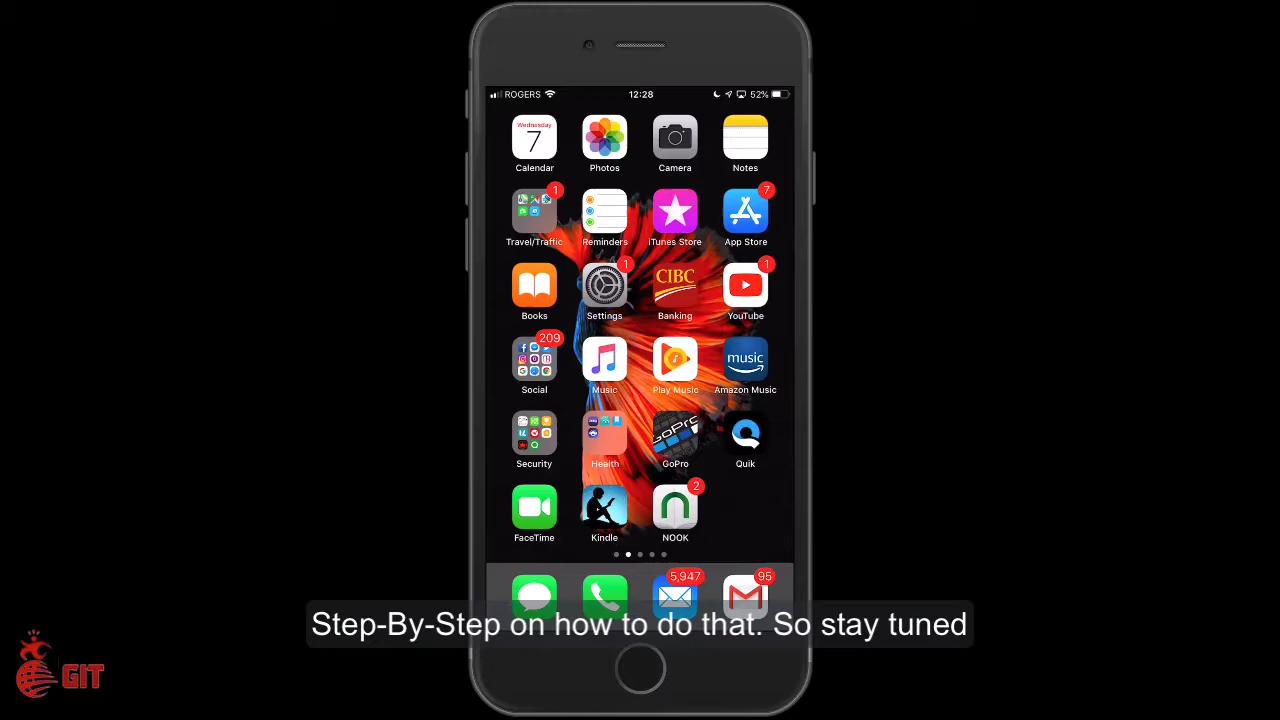 ROGERS 12:28 52%
Wednesday
7
Calendar Photos Camera Notes
1 7
Travel/Traffic Reminders iTunes Store App Store
1 CIBC 1
Books Settings Banking YouTube
209 music
Social Music Play Music Amazon Music
GoPro
Security Health GoPro Quik
2
n
FaceTime Kindle NOOK
5,947 95
Step-By-Step on how to do that. So stay tuned
GIT